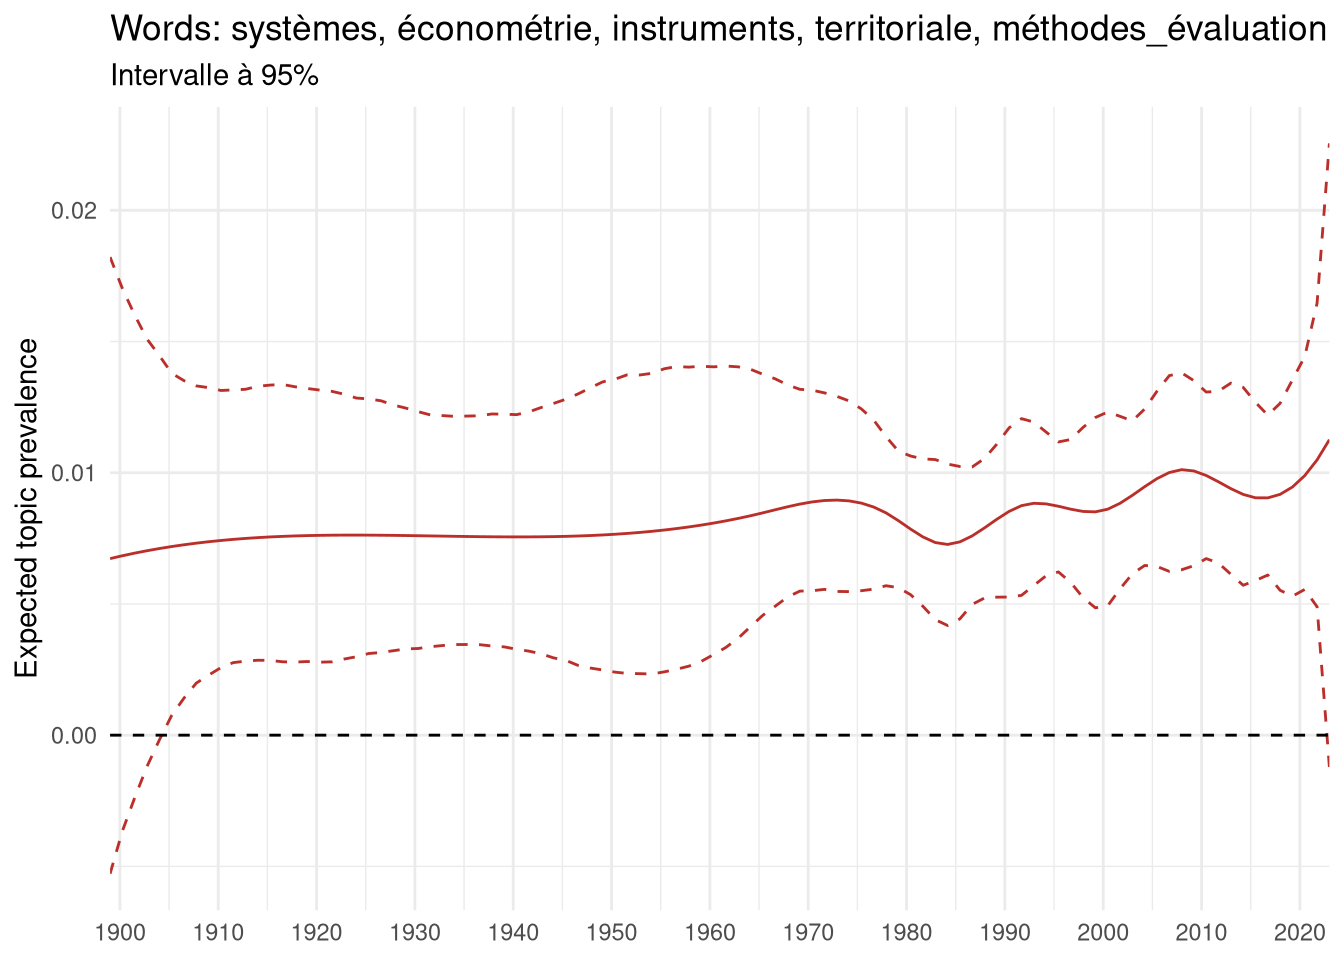 Words: systèmes, économétrie, instruments, territoriale, méthodes_évaluation
Intervalle à 95%
Expected topic prevalence
0.02
0.01
0.00
1900 1910 1920 1930 1940 1950 1960 1970 1980 1990 2000 2010 2020